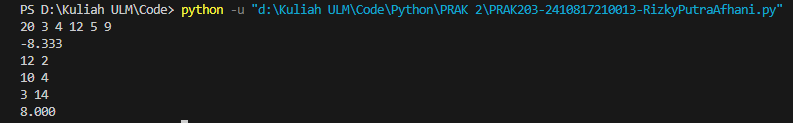 PS D:\Kuliah ULM\Code> python -u "d:\Kuliah ULM\Code\Python\PRAK 2\PRAK203-2410817210013-RizkyPutraAfhani.py"
20 3 4 12 5 9
-8.333
12 2
10 4
3 14
8.000